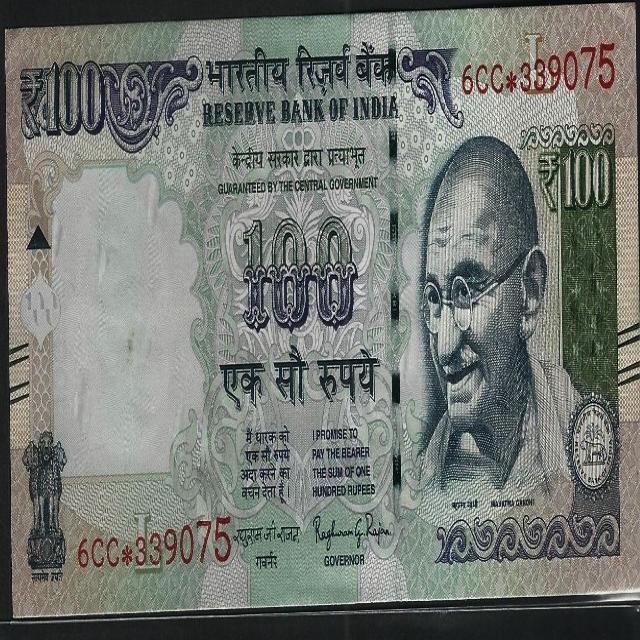 ₹100
भारतीय रिज़र्व बैंक
RESERVE BANK OF INDIA
6CC*339075
L
केन्द्रीय सरकार द्वारा प्रत्याभूत
GUARANTEED BY THE CENTRAL GOVERNMENT
₹100
100
एक सौ रुपये
मैं धारक को
एक सौ रुपये
अदा करने का
वचन देता हूँ।
I PROMISE TO
PAY THE BEARER
THE SUM OF ONE
HUNDRED RUPEES
महात्मा गांधी MAHATMA GANDHI
रघुराम जी राजन
Raghuram G. Rajan
गवर्नर
GOVERNOR
6CC*339075
L
सत्यमेव जयते